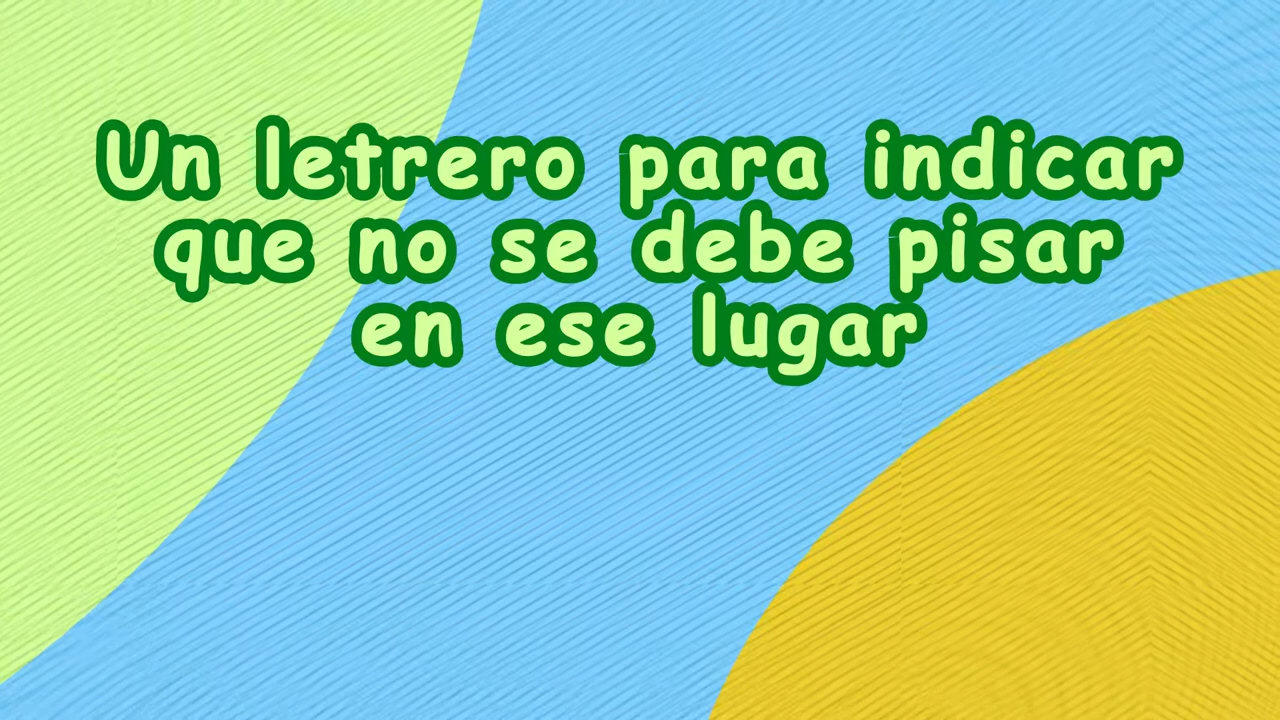 Un letrero para indicar
que no se debe pisar
en ese lugar